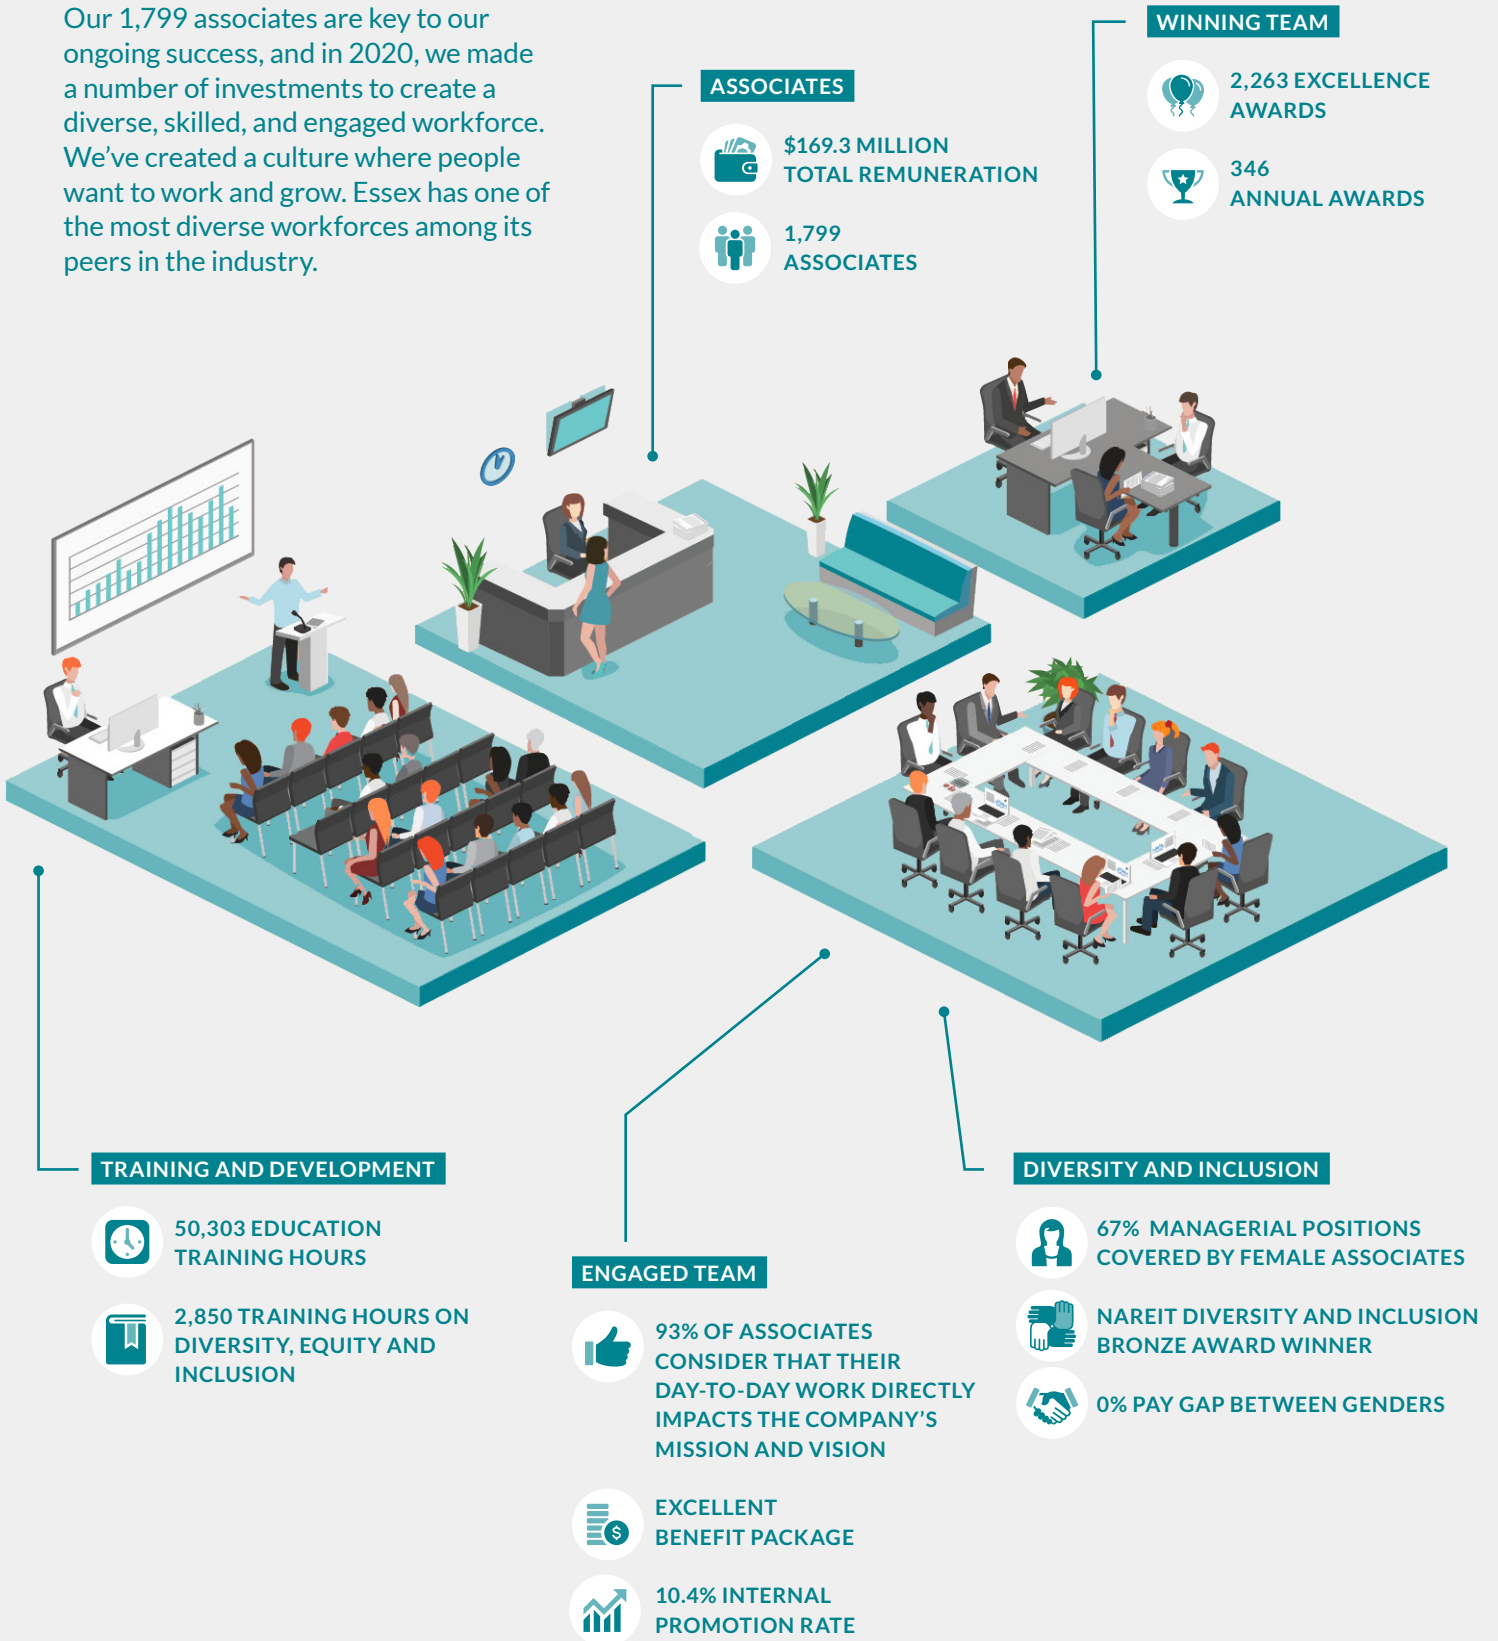 Our 1,799 associates are key to our
ongoing success, and in 2020, we made
a number of investments to create a
diverse, skilled, and engaged workforce.
We’ve created a culture where people
want to work and grow. Essex has one of
the most diverse workforces among its
peers in the industry.
ASSOCIATES
$169.3 MILLION
TOTAL REMUNERATION
1,799
ASSOCIATES
WINNING TEAM
2,263 EXCELLENCE
AWARDS
346
ANNUAL AWARDS
TRAINING AND DEVELOPMENT
50,303 EDUCATION
TRAINING HOURS
2,850 TRAINING HOURS ON
DIVERSITY, EQUITY AND
INCLUSION
ENGAGED TEAM
93% OF ASSOCIATES
CONSIDER THAT THEIR
DAY-TO-DAY WORK DIRECTLY
IMPACTS THE COMPANY’S
MISSION AND VISION
EXCELLENT
BENEFIT PACKAGE
10.4% INTERNAL
PROMOTION RATE
DIVERSITY AND INCLUSION
67% MANAGERIAL POSITIONS
COVERED BY FEMALE ASSOCIATES
NAREIT DIVERSITY AND INCLUSION
BRONZE AWARD WINNER
0% PAY GAP BETWEEN GENDERS